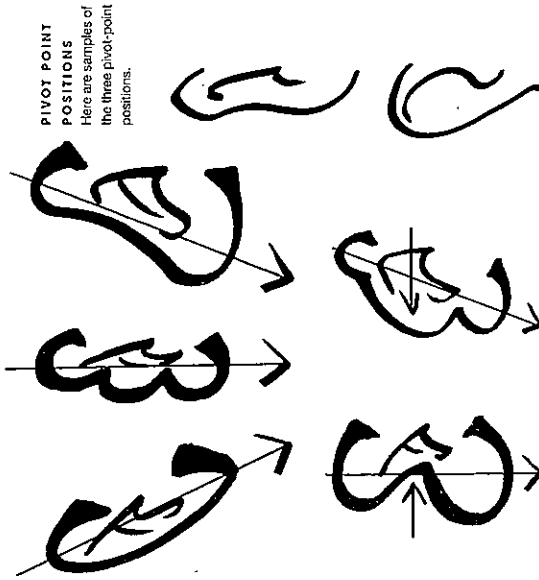 PIVOT POINT
POSITIONS
Here are samples of
the three pivot-point
positions.